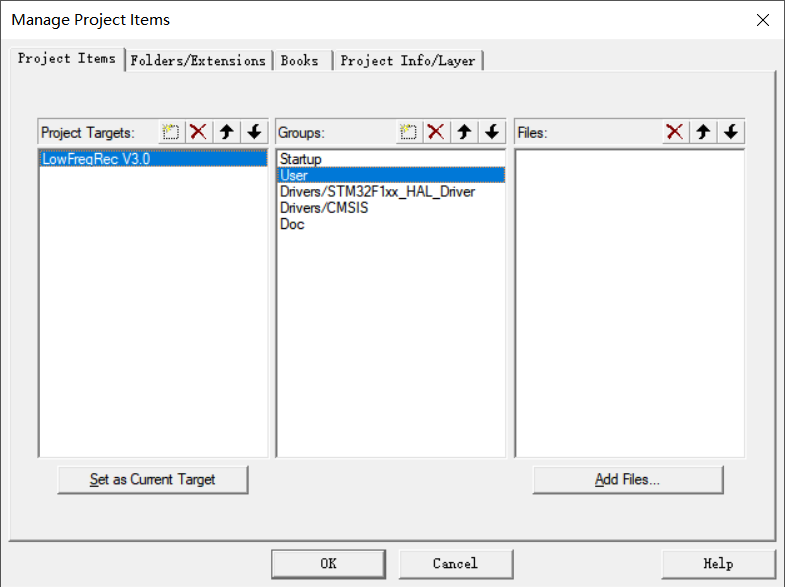 Manage Project Items
Project Items
Folders/Extensions
Books
Project Info/Layer
Project Targets:
Groups:
Files:
LowFreqRec V3.0
Startup
User
Drivers/STM32F1xx_HAL_Driver
Drivers/CMSIS
Doc
Set as Current Target
Add Files...
OK
Cancel
Help